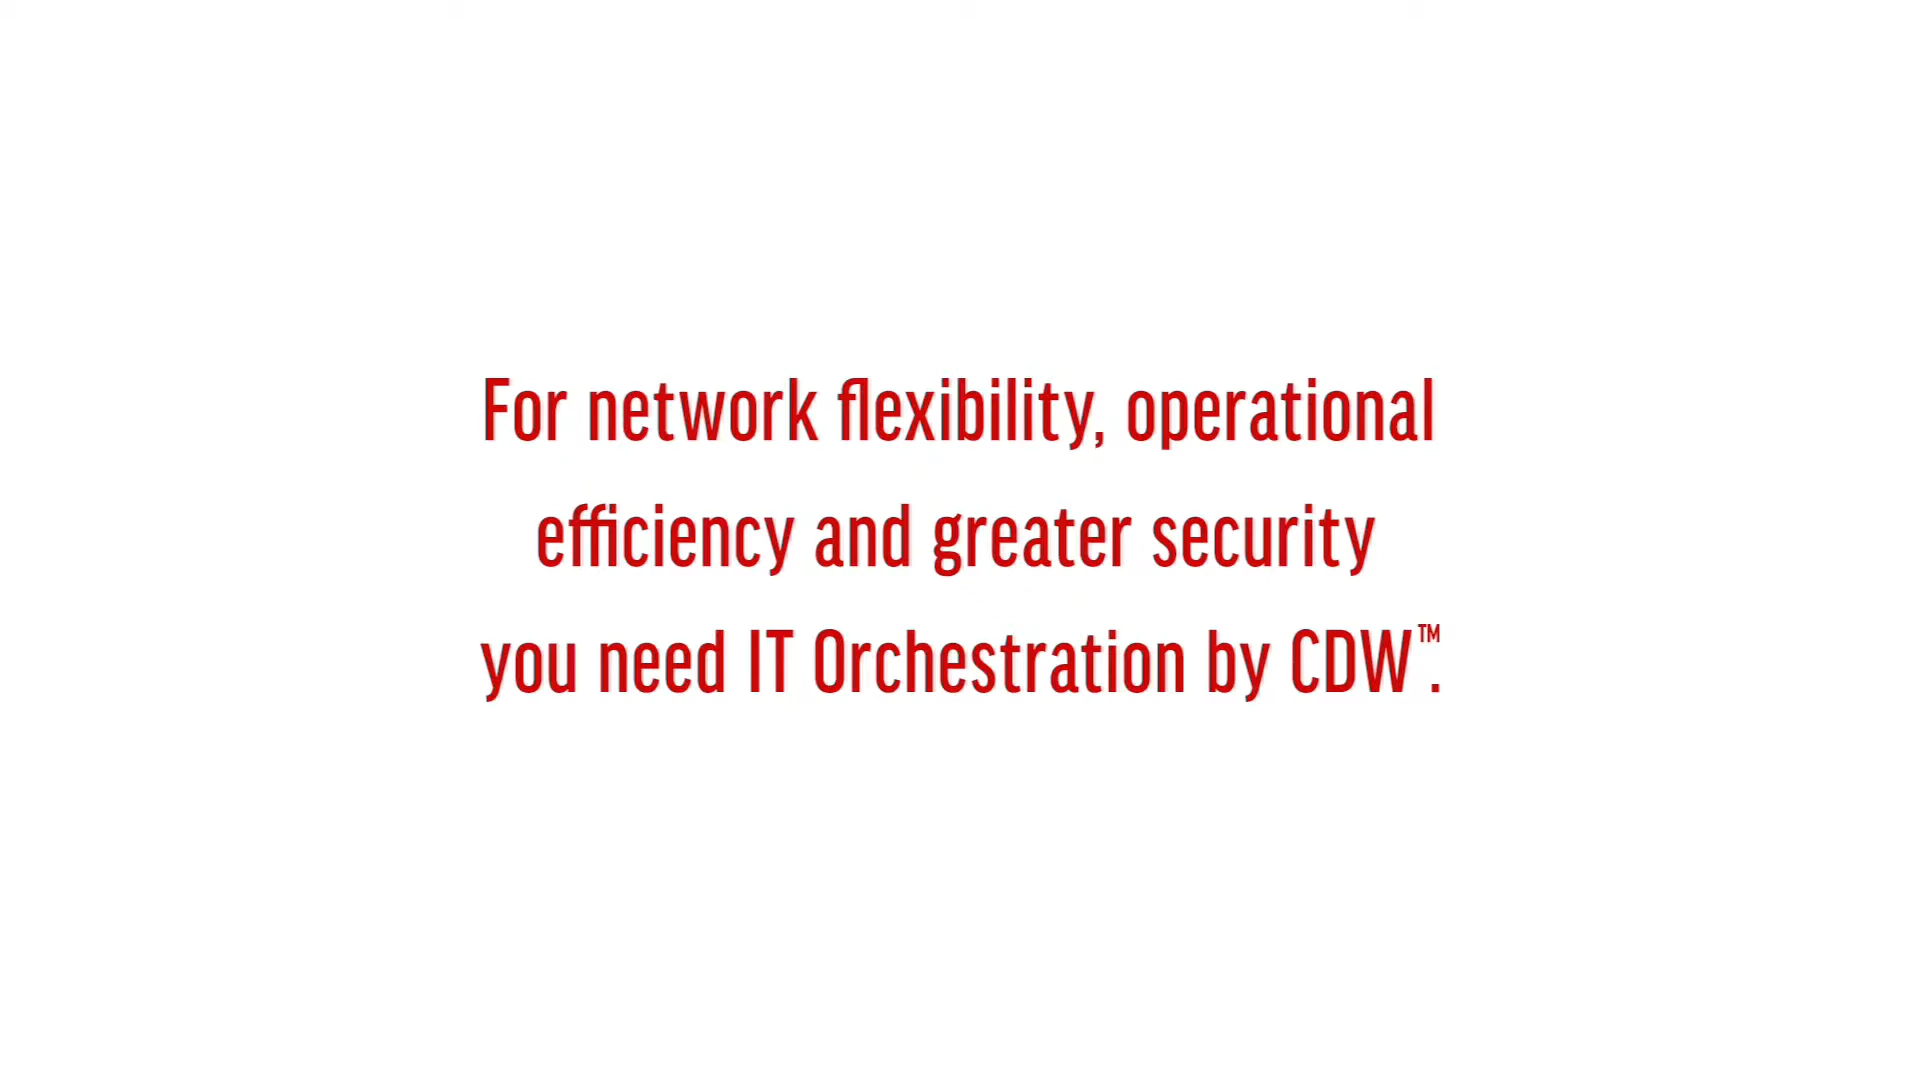 For network flexibility, operational
efficiency and greater security
you need IT Orchestration by CDW™.